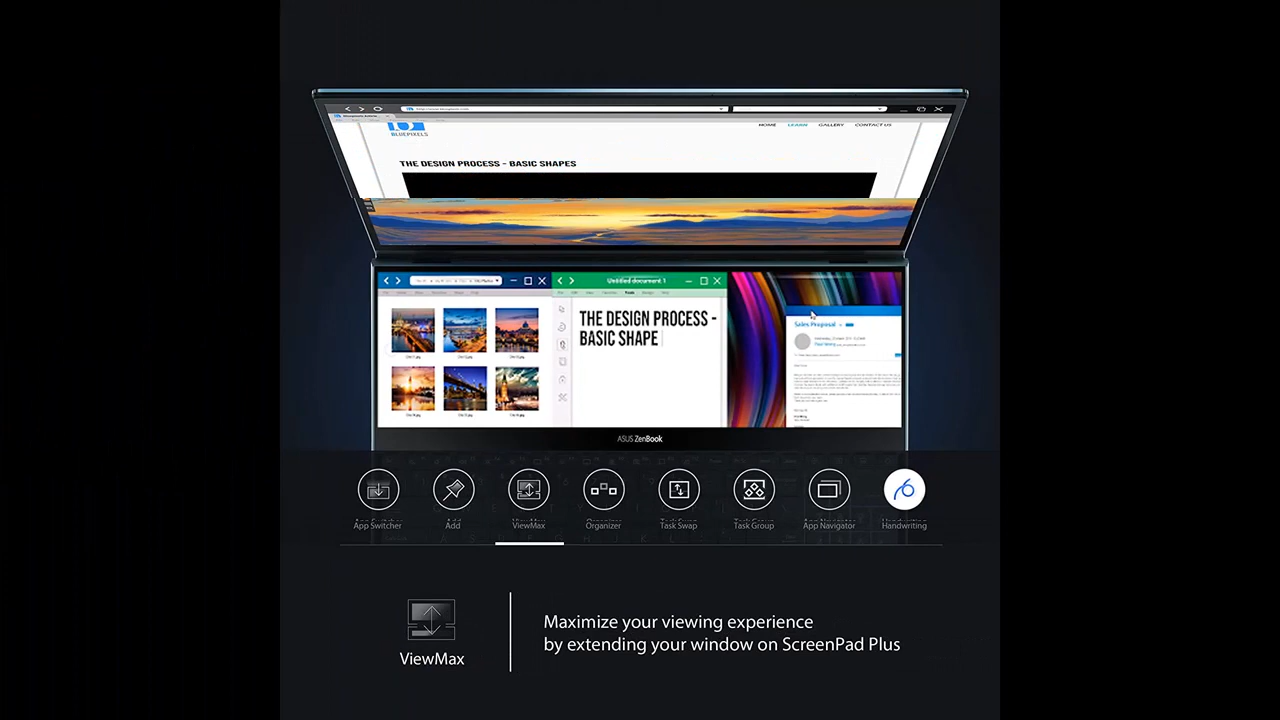 BLUEPIXELS
HOME LEARN GALLERY CONTACT US
THE DESIGN PROCESS - BASIC SHAPES
Untitled document 1
THE DESIGN PROCESS -
BASIC SHAPE
Sales Proposal
ASUS ZenBook
App Switcher Add ViewMax Organizer Task Swap Task Group App Navigator Handwriting
Maximize your viewing experience
by extending your window on ScreenPad Plus
ViewMax